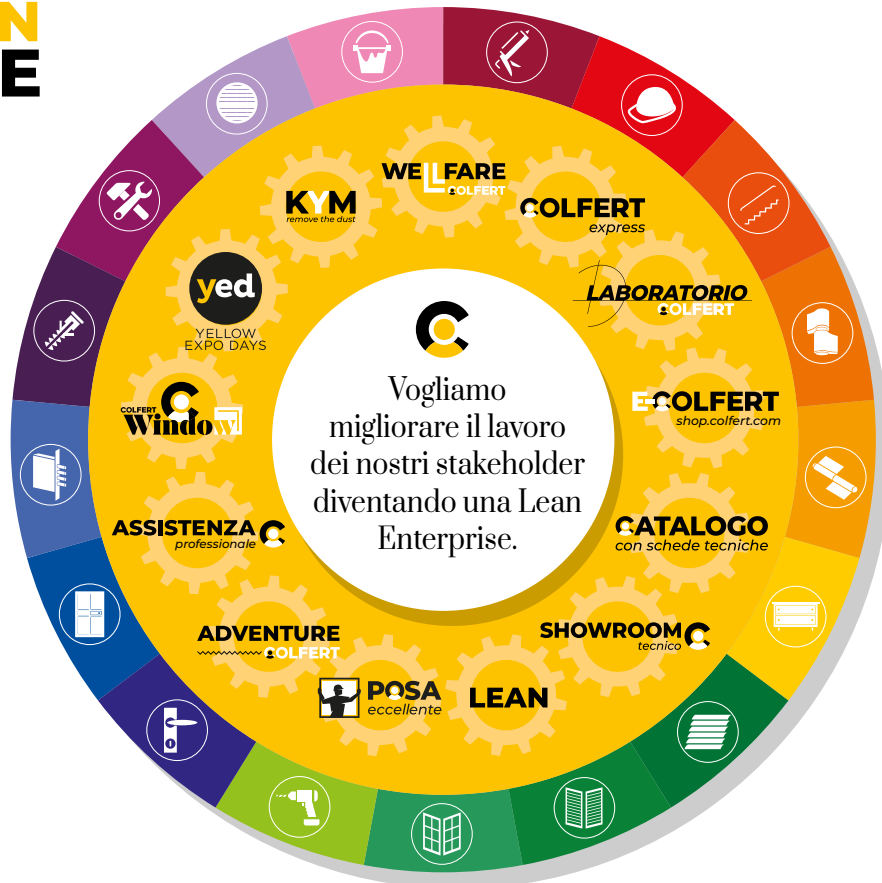 N
E
WELLFARE
COLFERT
KYM
remove the dust
COLFERT
express
yed
YELLOW
EXPO DAYS
LABORATORIO
COLFERT
COLFERT
Window
E-COLFERT
shop.colfert.com
Vogliamo
migliorare il lavoro
dei nostri stakeholder
diventando una Lean
Enterprise.
ASSISTENZA C
professionale
CATALOGO
con schede tecniche
ADVENTURE
COLFERT
SHOWROOM C
tecnico
POSA
eccellente
LEAN